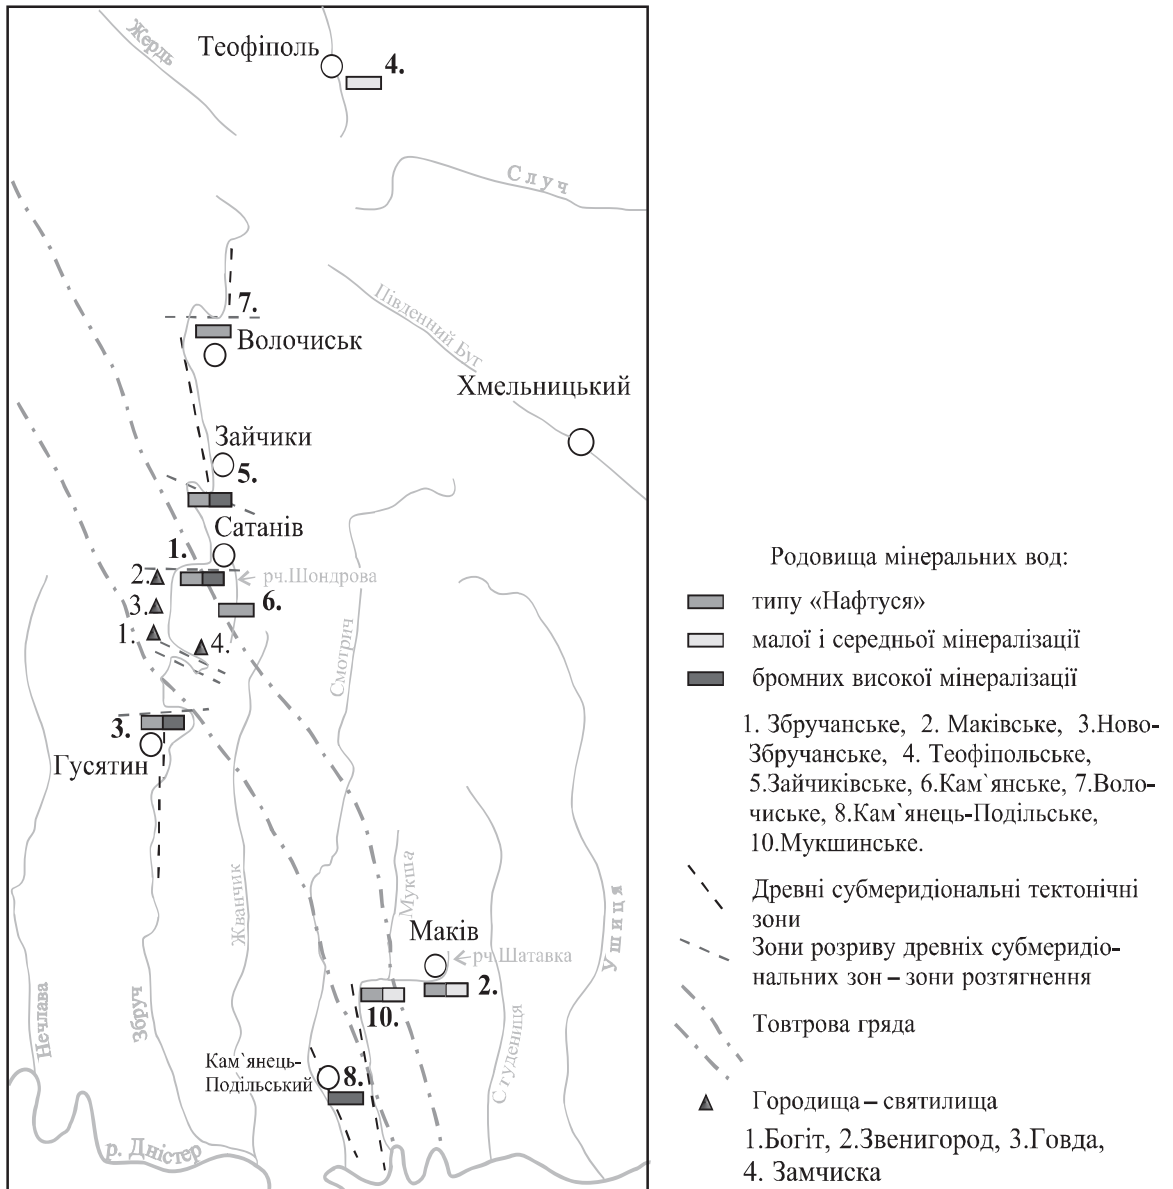 Жердь
Теофіполь
4.
Случ
7.
Волочиськ
Південний Буг
Хмельницький
Зайчики
5.
Сатанів
1.
2.
рч.Шондрова
3.
6.
1.
4.
Смотрич
3.
Гусятин
Жванчик
Мукша
Ушиця
Маків
рч.Шатавка
2.
10.
Нечлава
Збруч
Студениця
Кам`янець-
Подільський
8.
р. Дністер
Родовища мінеральних вод:
типу «Нафтуся»
малої і середньої мінералізації
бромних високої мінералізації
1. Збручанське, 2. Маківське, 3.Ново-
Збручанське, 4. Теофіпольське,
5.Зайчиківське, 6.Кам`янське, 7.Воло-
чиське, 8.Кам`янець-Подільське,
10.Мукшинське.
Древні субмеридіональні тектонічні
зони
Зони розриву древніх субмериді-
ональних зон – зони розтягнення
Товтрова гряда
Городища – святилища
1.Богіт, 2.Звенигород, 3.Говда,
4. Замчиска